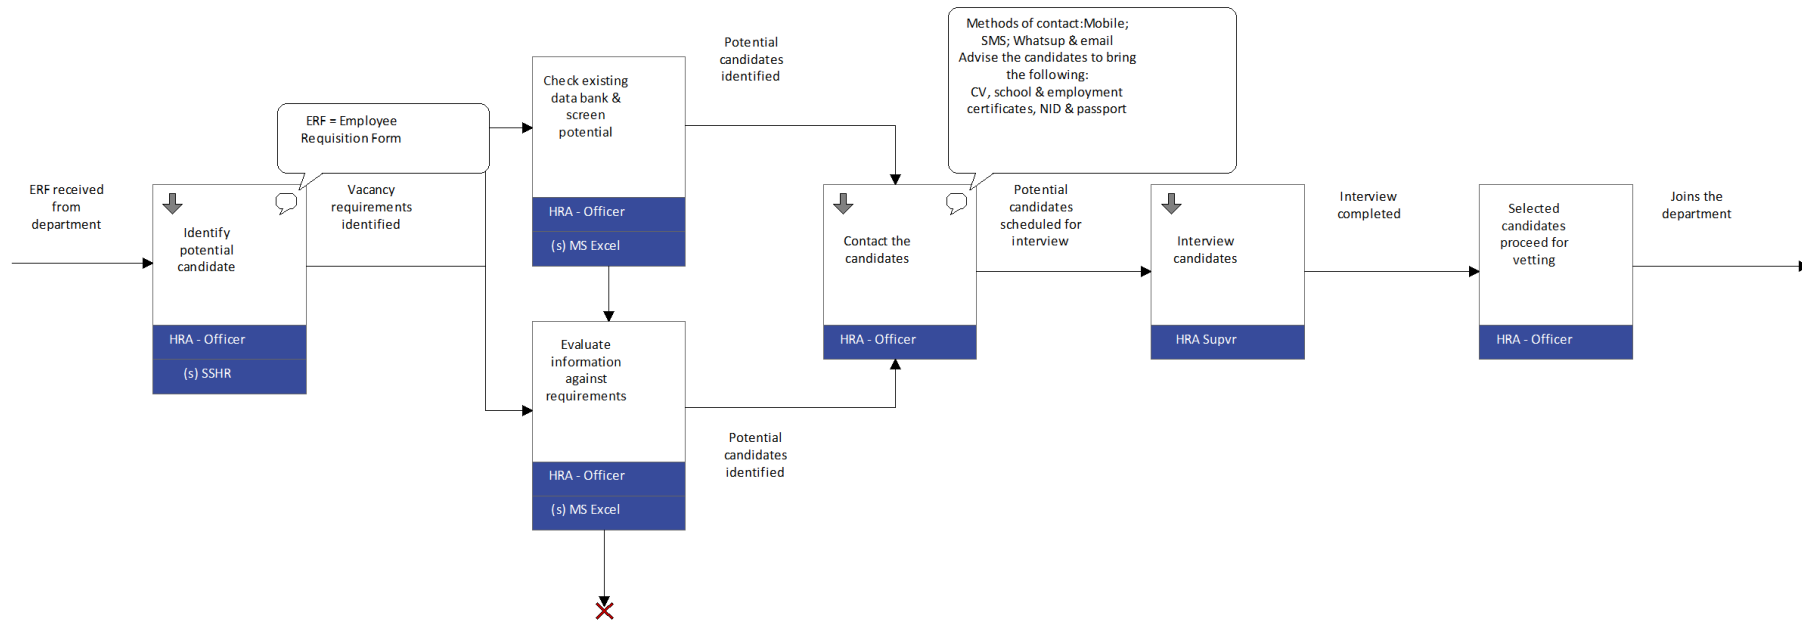 ERF received
from
department
ERF = Employee
Requisition Form
Identify
potential
candidate
HRA - Officer
(s) SSHR
Vacancy
requirements
identified
Check existing
data bank &
screen
potential
HRA - Officer
(s) MS Excel
Potential
candidates
identified
Evaluate
information
against
requirements
HRA - Officer
(s) MS Excel
Potential
candidates
identified
Methods of contact:Mobile;
SMS; Whatsup & email
Advise the candidates to bring
the following:
CV, school & employment
certificates, NID & passport
Contact the
candidates
HRA - Officer
Potential
candidates
scheduled for
interview
Interview
candidates
HRA Supvr
Interview
completed
Selected
candidates
proceed for
vetting
HRA - Officer
Joins the
department